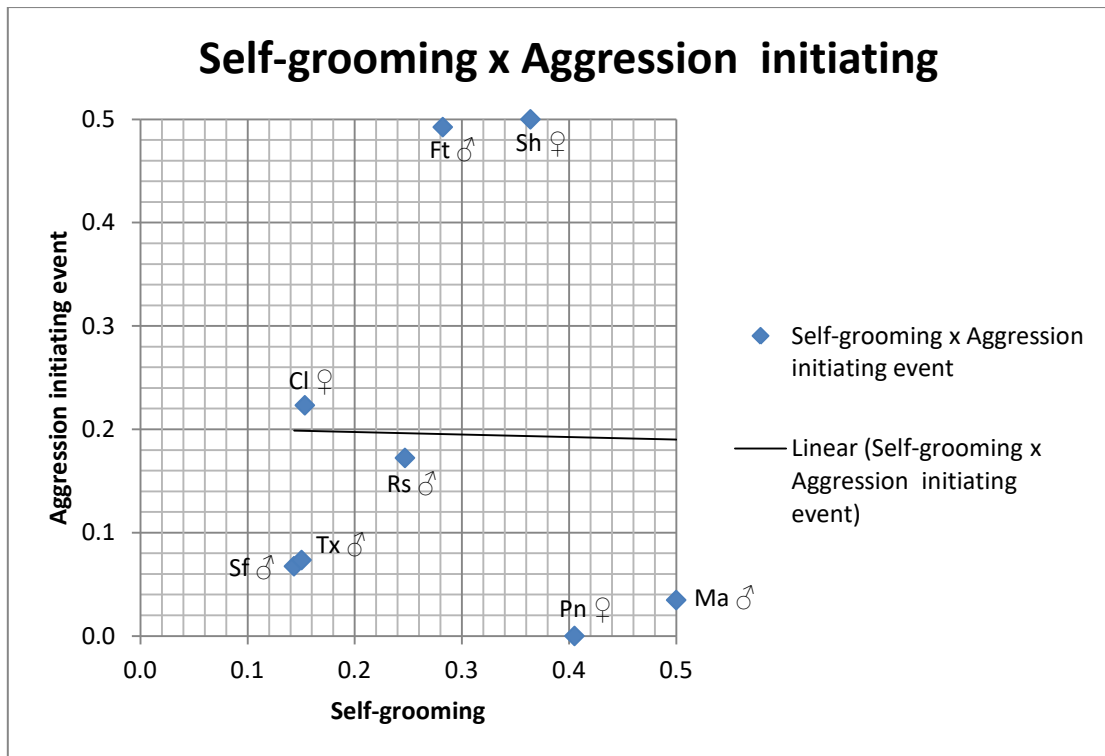 Self-grooming x Aggression initiating
0.5
0.4
0.3
0.2
0.1
0.0
Aggression initiating event
Ft ♂
Sh ♀
Cl ♀
Rs ♂
Tx ♂
Sf ♂
Pn ♀
Ma ♂
0.0 0.1 0.2 0.3 0.4 0.5
Self-grooming
Self-grooming x Aggression
initiating event
Linear (Self-grooming x
Aggression initiating
event)